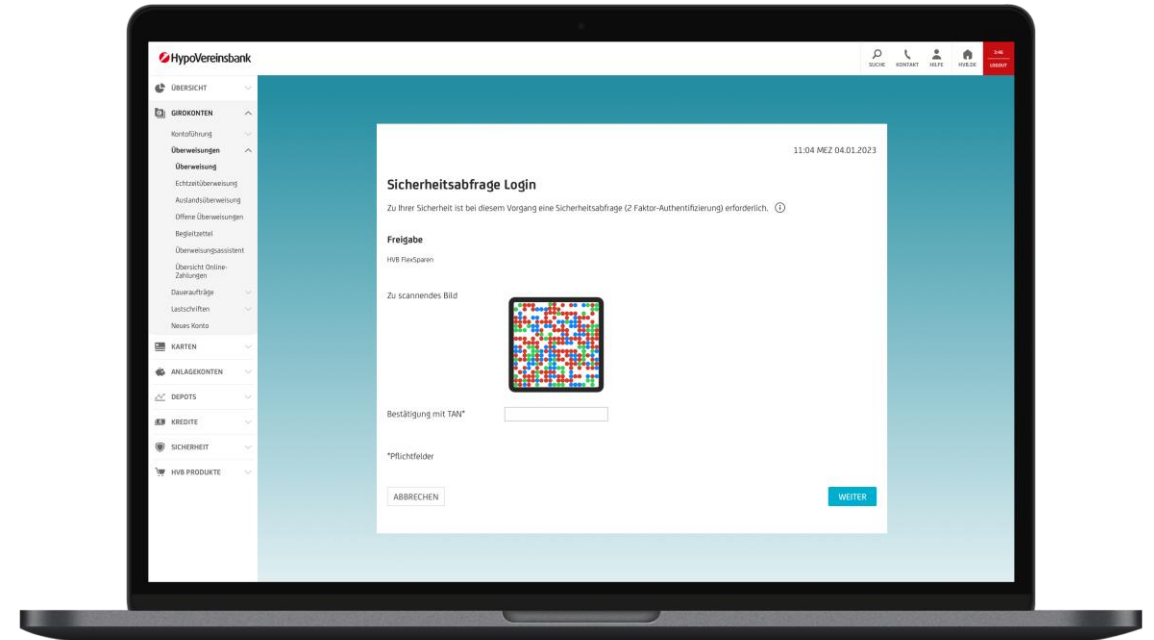 HypoVereinsbank
SUCHE KONTAKT HILFE HVB.DE LOGOUT
ÜBERSICHT
GIROKONTEN
Kontoführung
Überweisungen
Überweisung
Echtzeitüberweisung
Auslandsüberweisung
Offene Überweisungen
Begleitzettel
Überweisungsassistent
Übersicht Online-
Zahlungen
Daueraufträge
Lastschriften
Neues Konto
KARTEN
ANLAGEKONTEN
DEPOTS
KREDITE
SICHERHEIT
HVB PRODUKTE
11:04 MEZ 04.01.2023
Sicherheitsabfrage Login
Zu Ihrer Sicherheit ist bei diesem Vorgang eine Sicherheitsabfrage (2 Faktor-Authentifizierung) erforderlich.
Freigabe
HVB FlexSparen
Zu scannendes Bild
Bestätigung mit TAN*
*Pflichtfelder
ABBRECHEN
WEITER